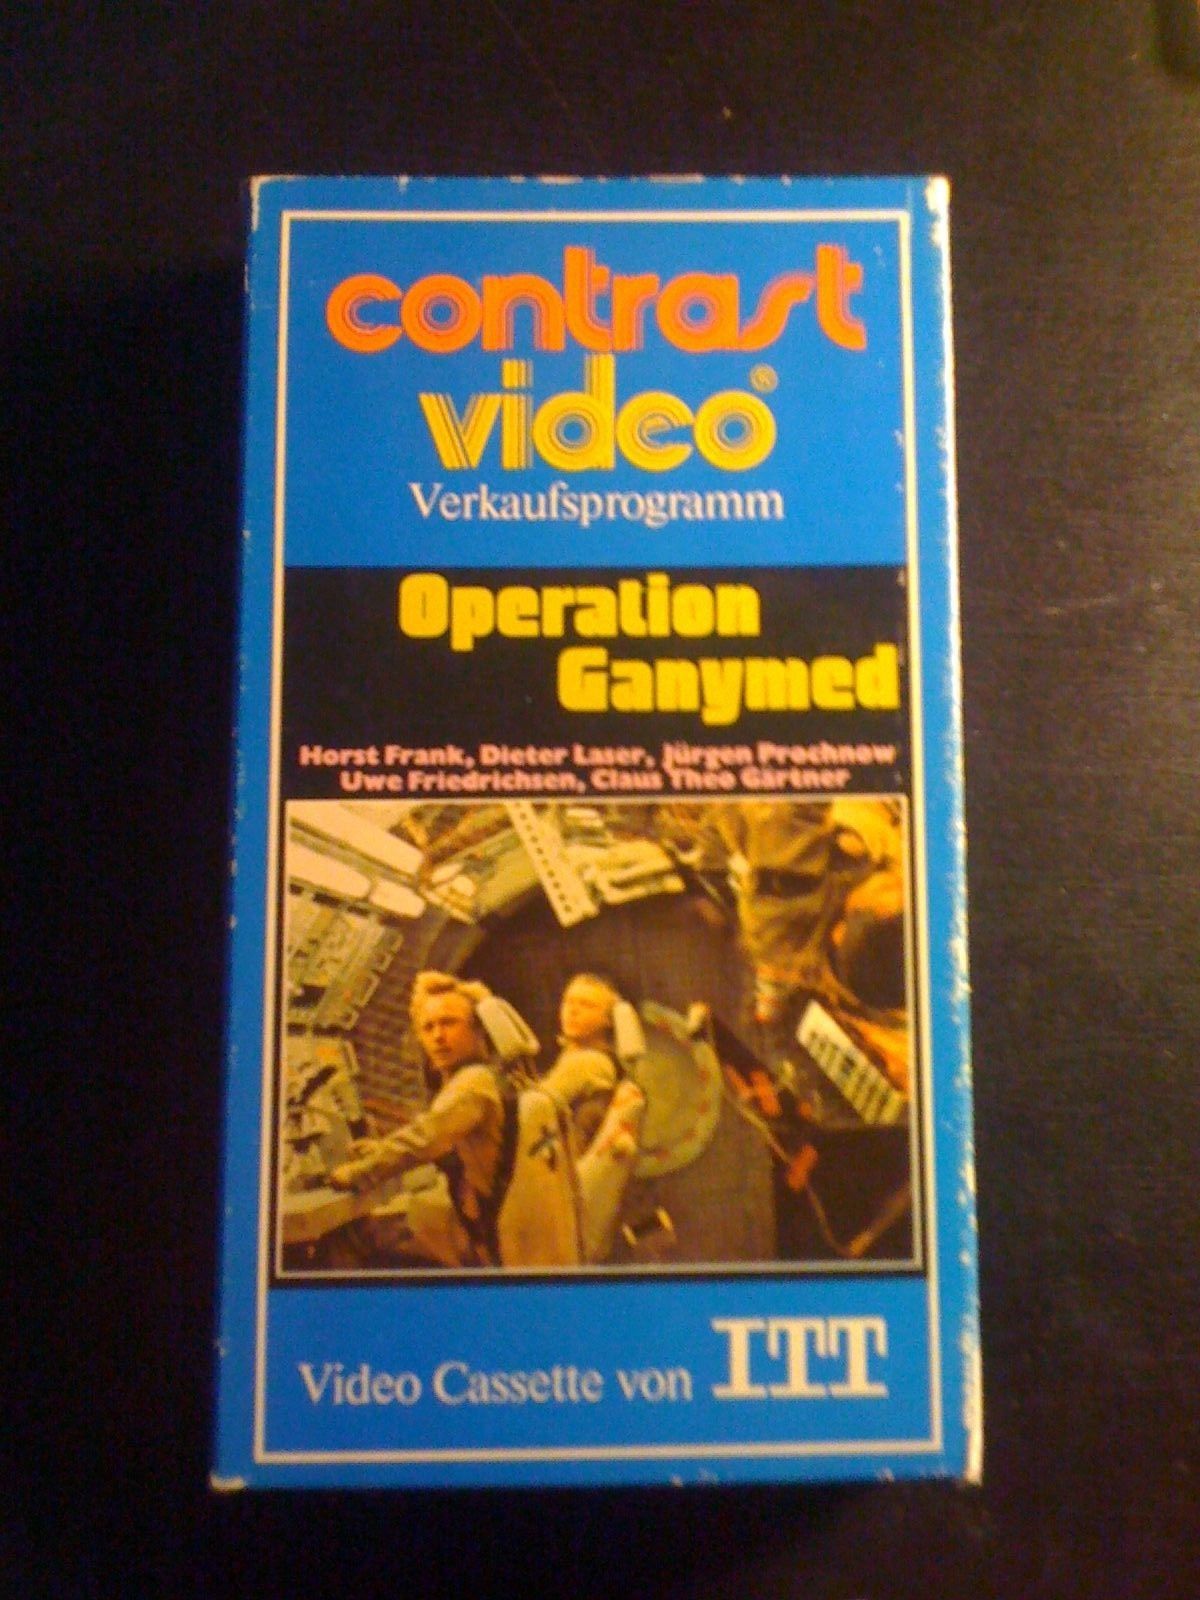 contrast
video®
Verkaufsprogramm
Operation
Ganymed
Horst Frank, Dieter Laser, Jürgen Prochnow
Uwe Friedrichsen, Claus Theo Gärtner
Video Cassette von ITT